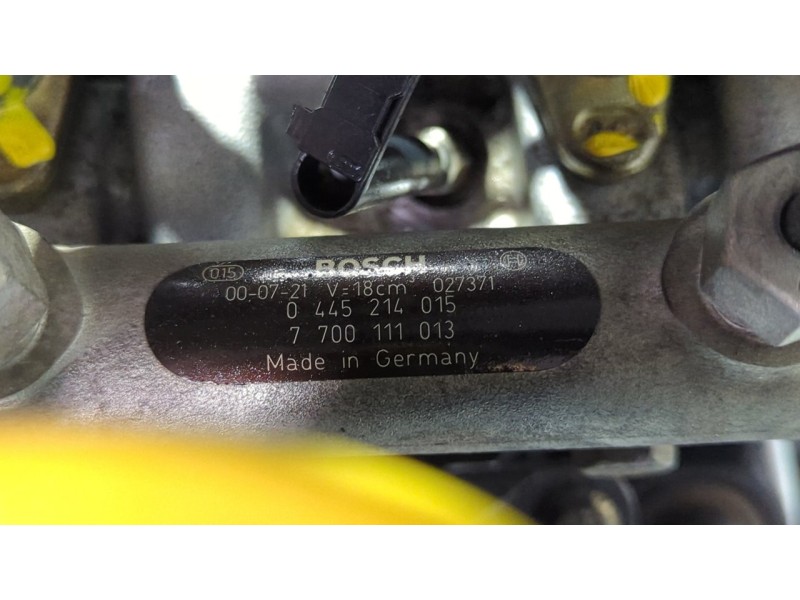 015 BOSCH
00-07-21 V=18cm³ 027371
0 445 214 015
7 700 111 013
Made in Germany